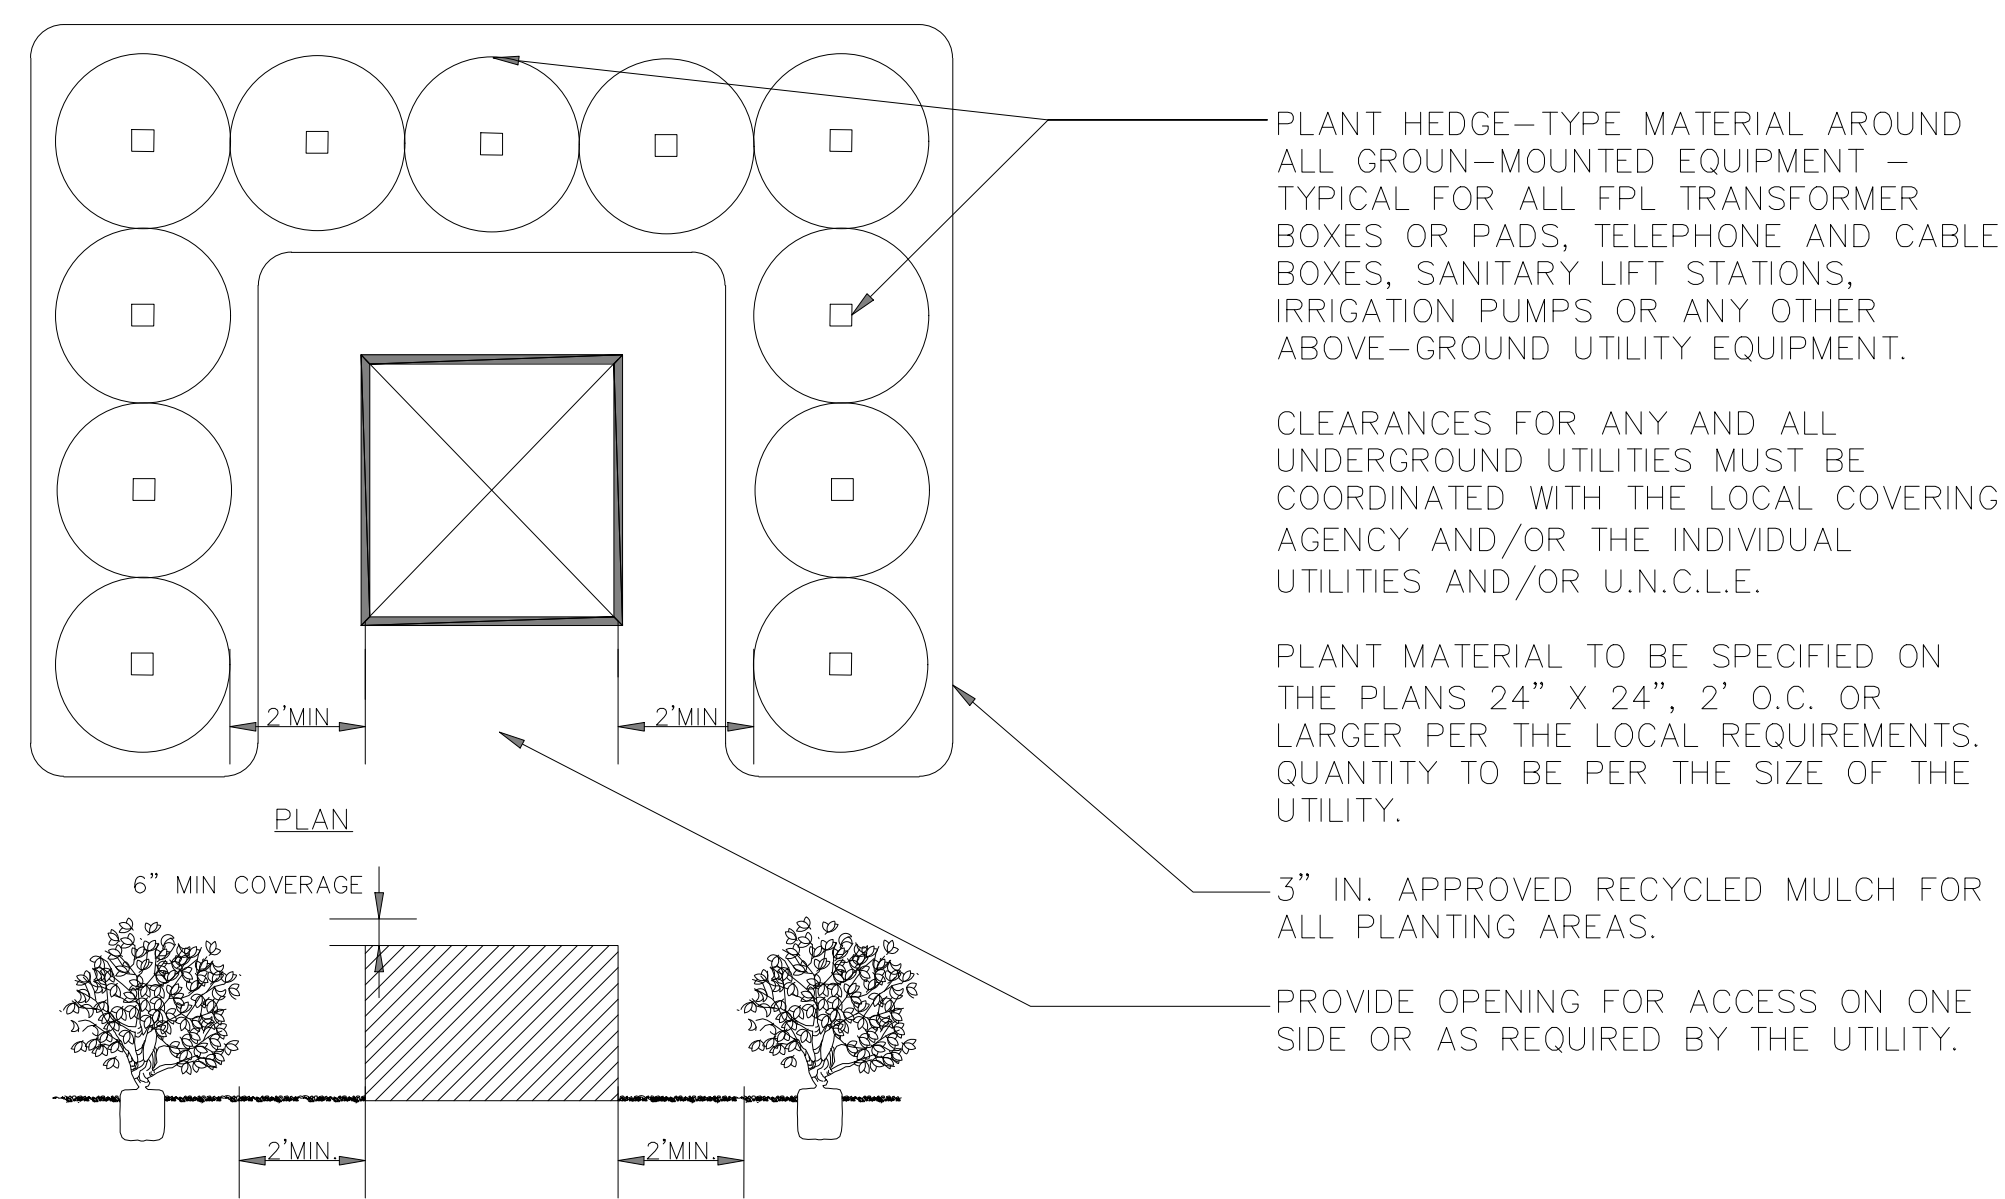 PLANT HEDGE-TYPE MATERIAL AROUND
ALL GROUN-MOUNTED EQUIPMENT -
TYPICAL FOR ALL FPL TRANSFORMER
BOXES OR PADS, TELEPHONE AND CABLE
BOXES, SANITARY LIFT STATIONS,
IRRIGATION PUMPS OR ANY OTHER
ABOVE-GROUND UTILITY EQUIPMENT.
CLEARANCES FOR ANY AND ALL
UNDERGROUND UTILITIES MUST BE
COORDINATED WITH THE LOCAL COVERING
AGENCY AND/OR THE INDIVIDUAL
UTILITIES AND/OR U.N.C.L.E.
PLANT MATERIAL TO BE SPECIFIED ON
THE PLANS 24” X 24”, 2’ O.C. OR
LARGER PER THE LOCAL REQUIREMENTS.
QUANTITY TO BE PER THE SIZE OF THE
UTILITY.
3” IN. APPROVED RECYCLED MULCH FOR
ALL PLANTING AREAS.
PROVIDE OPENING FOR ACCESS ON ONE
SIDE OR AS REQUIRED BY THE UTILITY.
2’MIN
2’MIN
PLAN
6” MIN COVERAGE
2’MIN.
2’MIN.